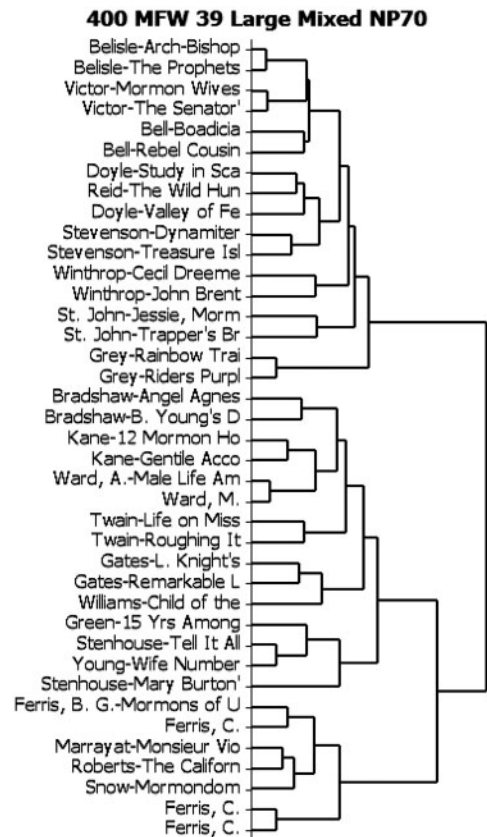 400 MFW 39 Large Mixed NP70
Belisle-Arch-Bishop
Belisle-The Prophets
Victor-Mormon Wives
Victor-The Senator'
Bell-Boadicia
Bell-Rebel Cousin
Doyle-Study in Sca
Reid-The Wild Hun
Doyle-Valley of Fe
Stevenson-Dynamiter
Stevenson-Treasure Isl
Winthrop-Cecil Dreeme
Winthrop-John Brent
St. John-Jessie, Morm
St. John-Trapper's Br
Grey-Rainbow Trai
Grey-Riders Purpl
Bradshaw-Angel Agnes
Bradshaw-B. Young's D
Kane-12 Mormon Ho
Kane-Gentile Acco
Ward, A.-Male Life Am
Ward, M.
Twain-Life on Miss
Twain-Roughing It
Gates-L. Knight's
Gates-Remarkable L
Williams-Child of the
Green-15 Yrs Among
Stenhouse-Tell It All
Young-Wife Number
Stenhouse-Mary Burton'
Ferris, B. G.-Mormons of U
Ferris, C.
Marrayat-Monsieur Vio
Roberts-The Californ
Snow-Mormondom
Ferris, C.
Ferris, C.